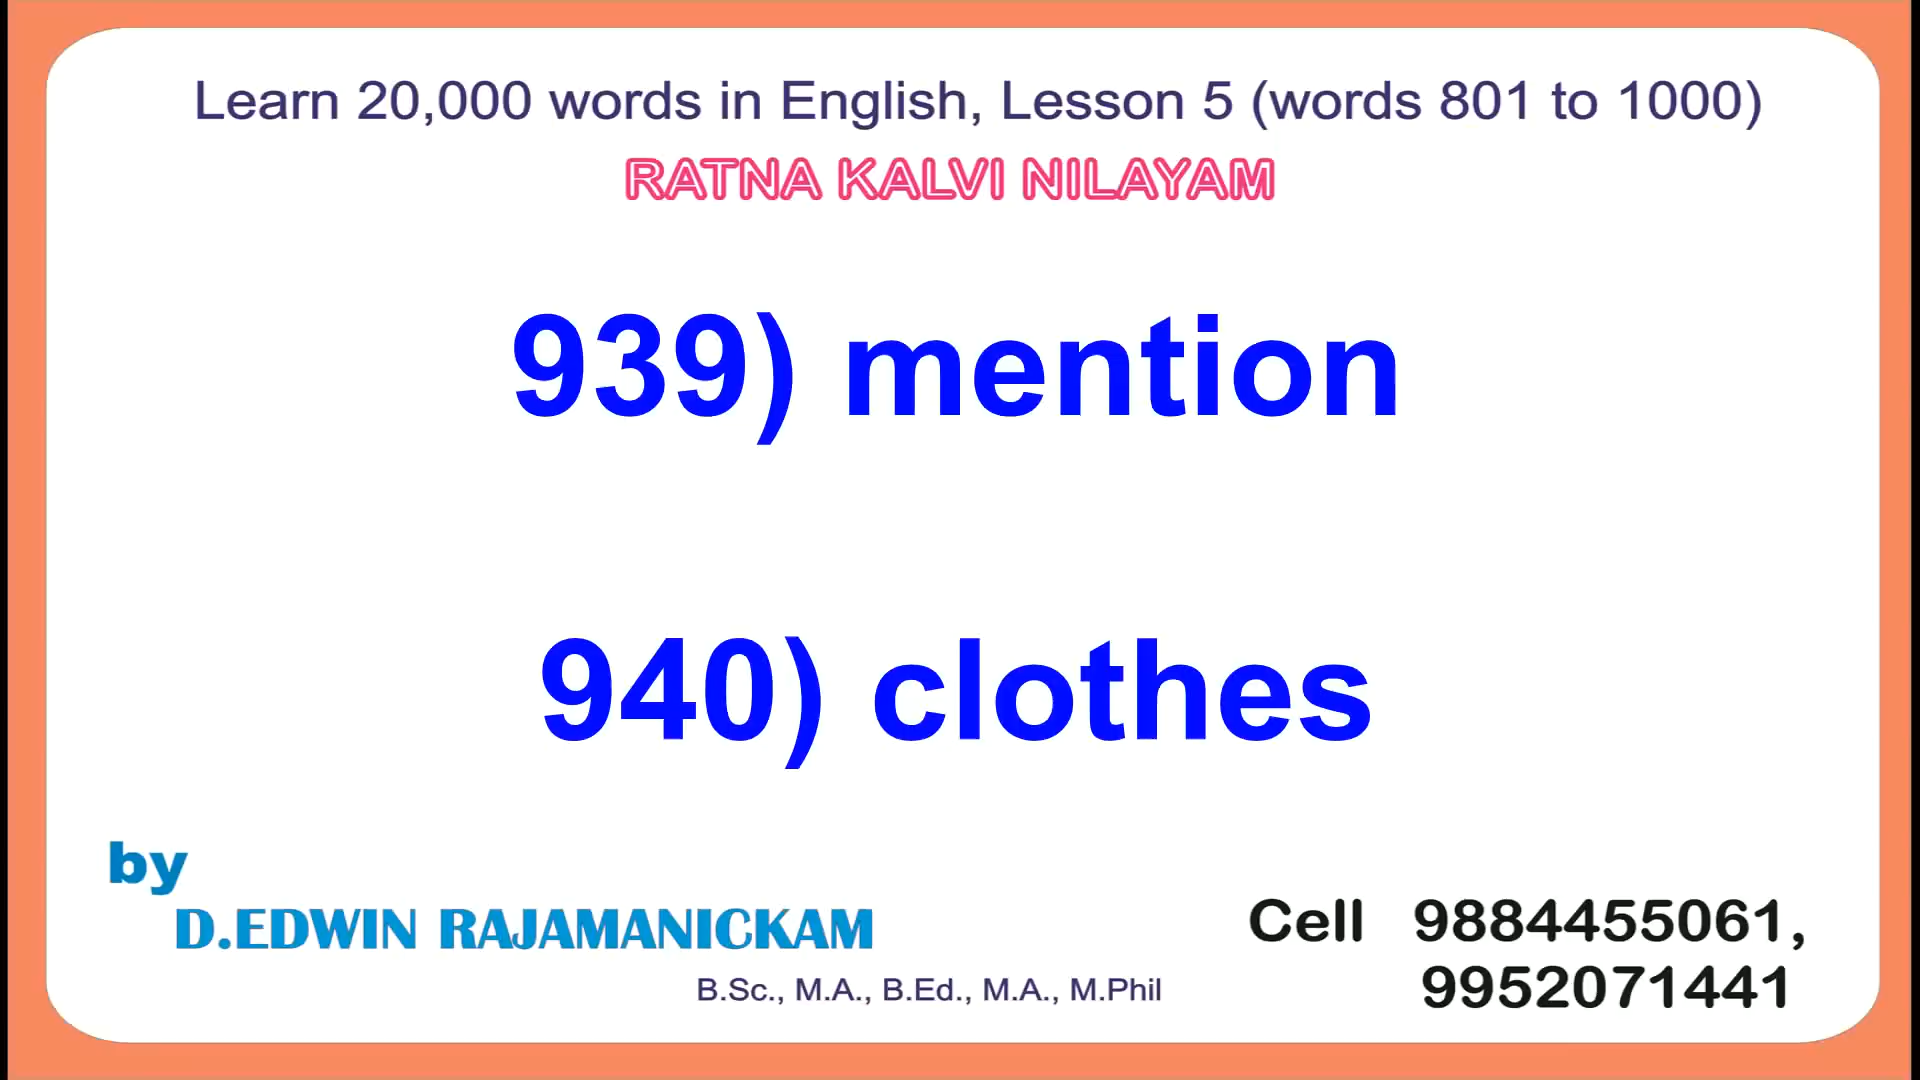 Learn 20,000 words in English, Lesson 5 (words 801 to 1000)
RATNA KALVI NILAYAM
939) mention
940) clothes
by
D.EDWIN RAJAMANICKAM
B.Sc., M.A., B.Ed., M.A., M.Phil
Cell 9884455061,
9952071441